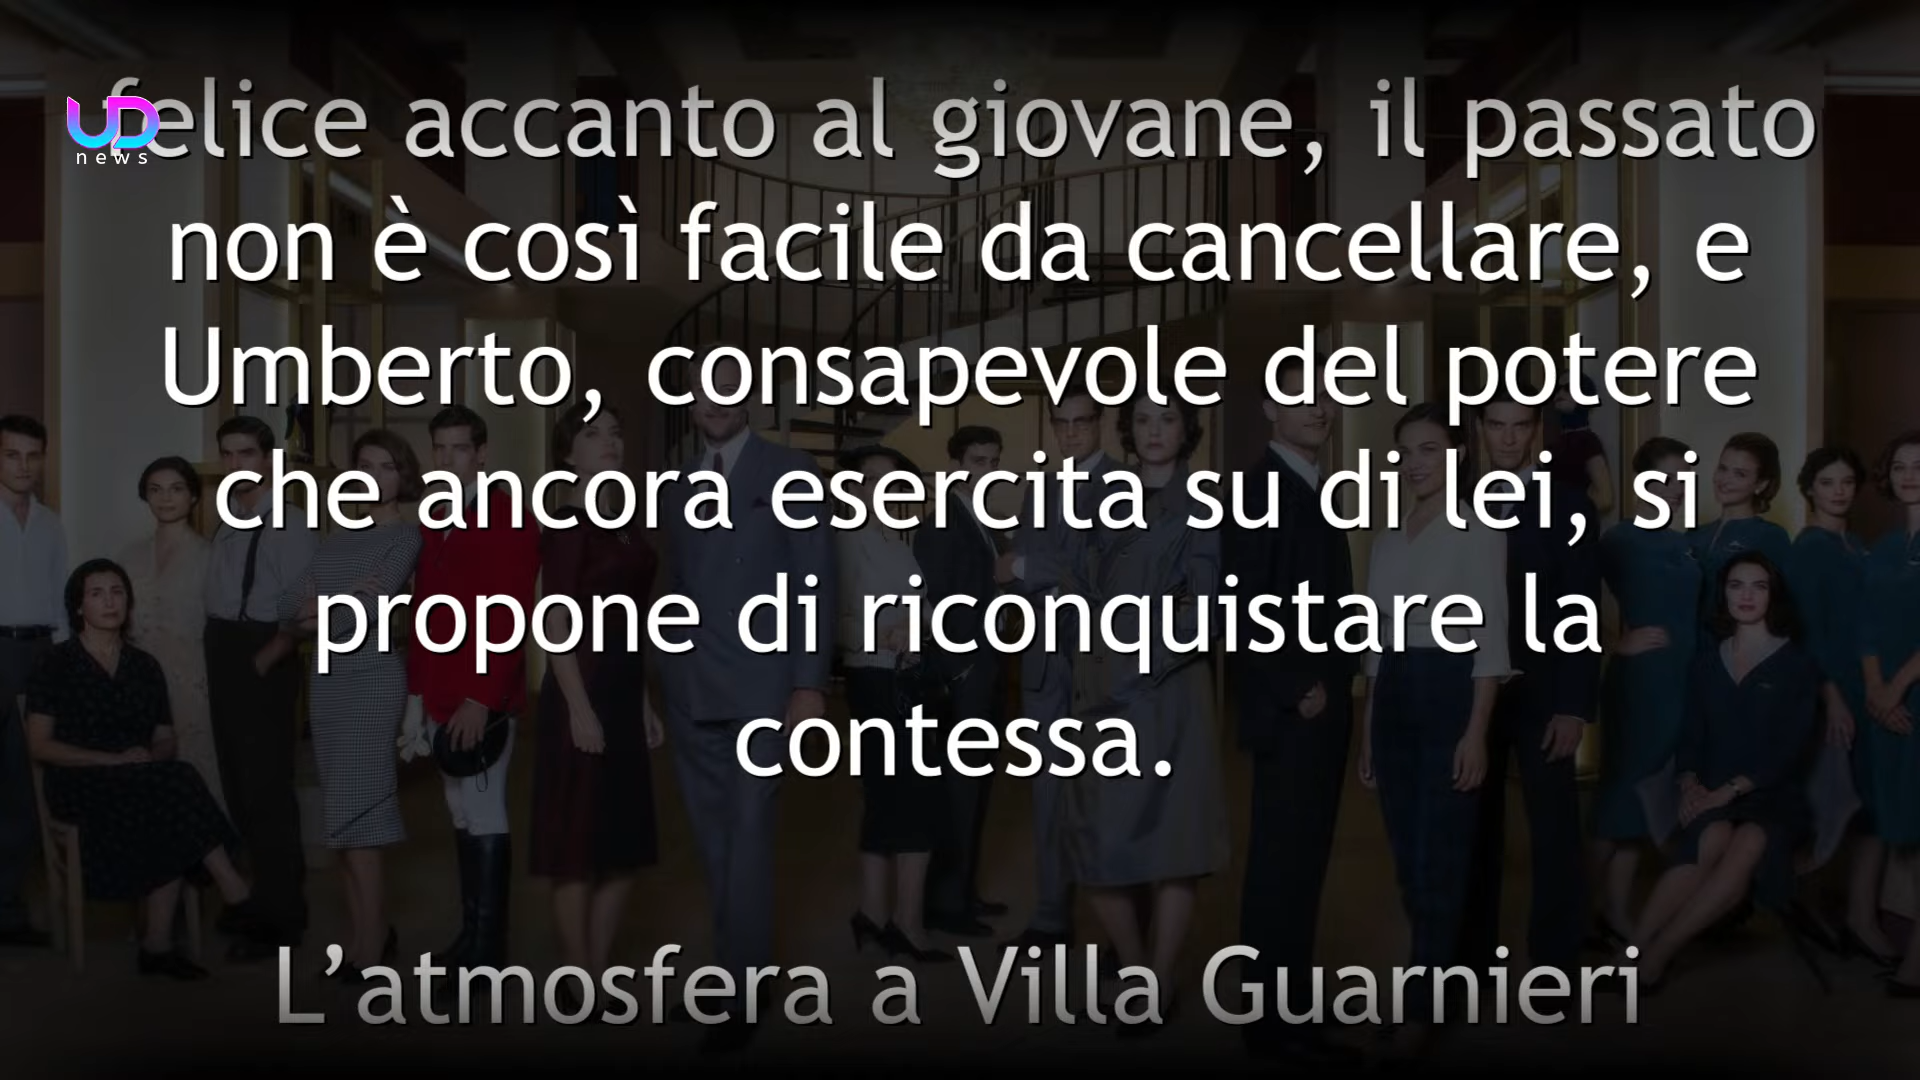 UD
news
felice accanto al giovane, il passato
non è così facile da cancellare, e
Umberto, consapevole del potere
che ancora esercita su di lei, si
propone di riconquistare la
contessa.
L’atmosfera a Villa Guarnieri